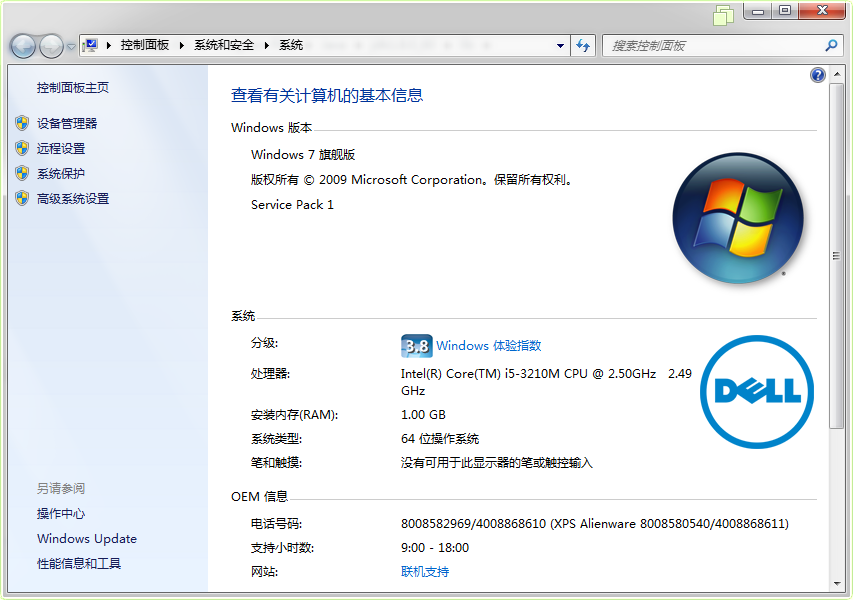 控制面板 ▸ 系统和安全 ▸ 系统
搜索控制面板
控制面板主页
设备管理器
远程设置
系统保护
高级系统设置
另请参阅
操作中心
Windows Update
性能信息和工具
查看有关计算机的基本信息
Windows 版本
Windows 7 旗舰版
版权所有 © 2009 Microsoft Corporation。保留所有权利。
Service Pack 1
系统
分级: 3.8 Windows 体验指数
处理器: Intel(R) Core(TM) i5-3210M CPU @ 2.50GHz 2.49
GHz
安装内存(RAM): 1.00 GB
系统类型: 64 位操作系统
笔和触摸: 没有可用于此显示器的笔或触控输入
DELL
OEM 信息
电话号码: 8008582969/4008868610 (XPS Alienware 8008580540/4008868611)
支持小时数: 9:00 - 18:00
网站: 联机支持